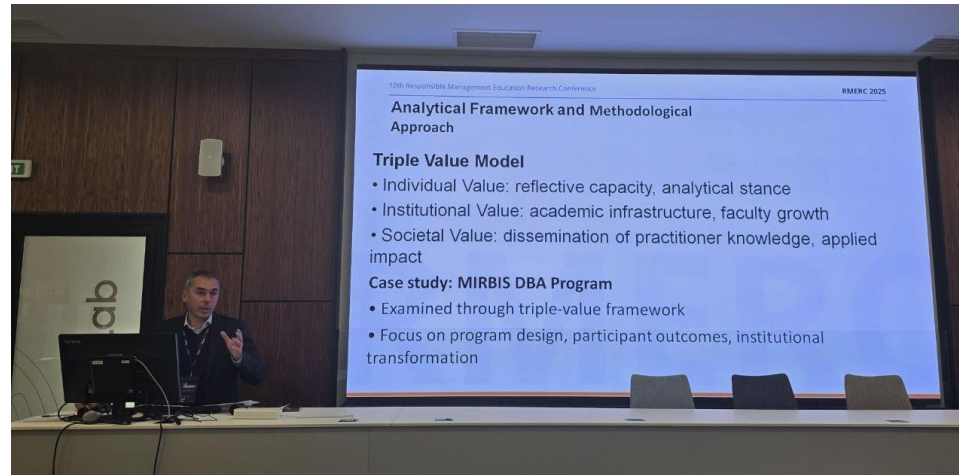 12th Responsible Management Education Research Conference
RMERC 2025
Analytical Framework and Methodological
Approach
Triple Value Model
• Individual Value: reflective capacity, analytical stance
• Institutional Value: academic infrastructure, faculty growth
• Societal Value: dissemination of practitioner knowledge, applied
impact
Case study: MIRBIS DBA Program
• Examined through triple-value framework
• Focus on program design, participant outcomes, institutional
transformation
ab
Lenovo